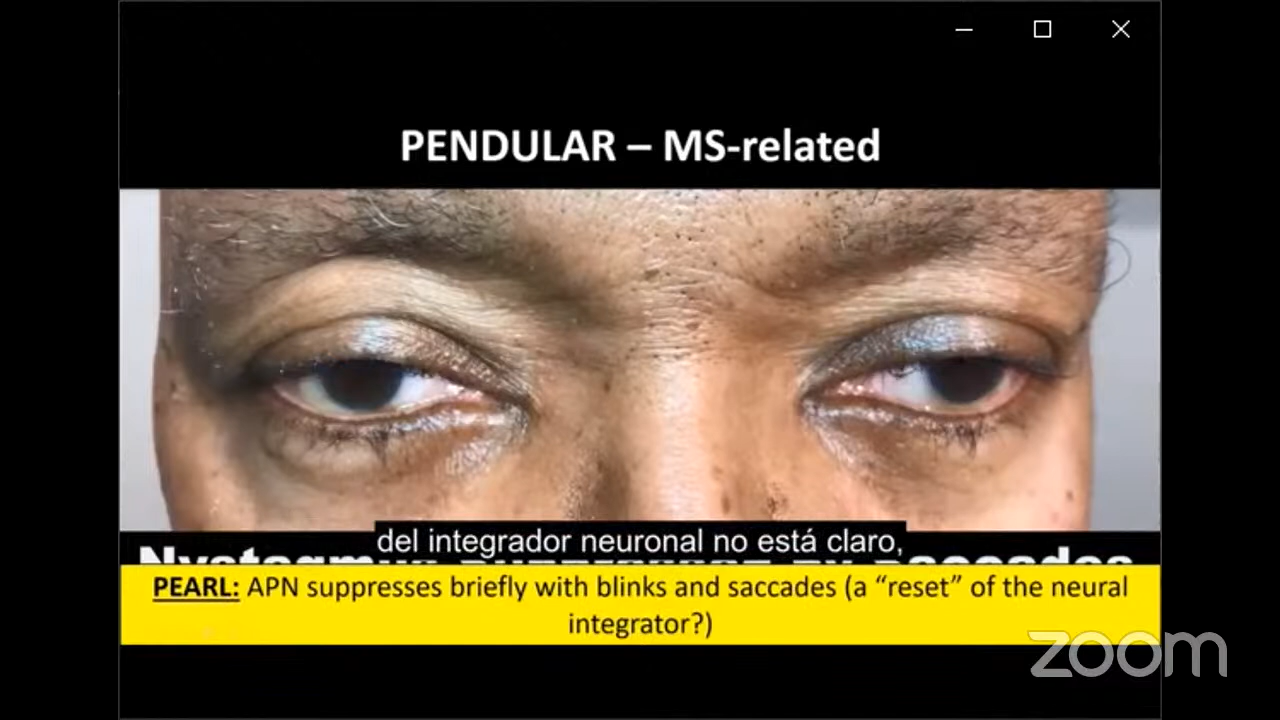 PENDULAR – MS-related
del integrador neuronal no está claro,
PEARL: APN suppresses briefly with blinks and saccades (a “reset” of the neural
integrator?)
zoom